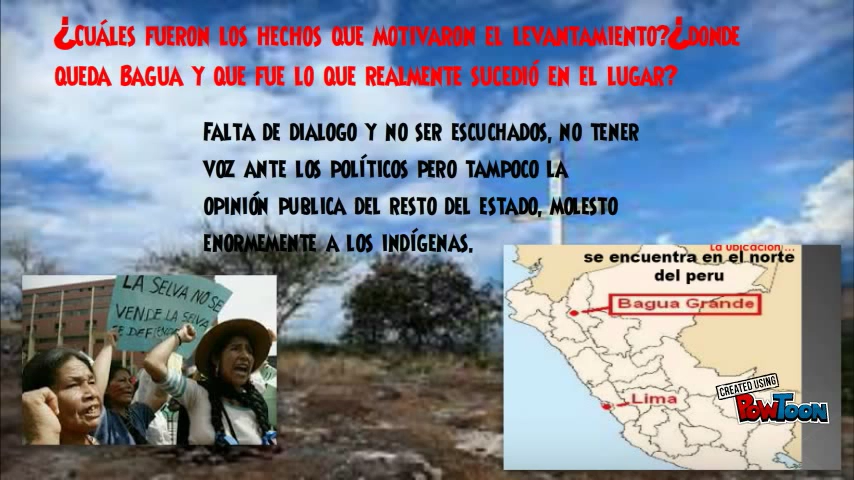 ¿Cuáles fueron los hechos que motivaron el levantamiento?¿donde
queda Bagua y que fue lo que realmente sucedió en el lugar?
Falta de dialogo y no ser escuchados, no tener
voz ante los políticos pero tampoco la
opinión publica del resto del estado, molesto
enormemente a los indígenas.
LA SELVA NO SE
VENDE LA SELVA
SE DEFIENDE
La ubicacion ...
se encuentra en el norte
del peru
Bagua Grande
Lima
CREATED USING
POWTOON